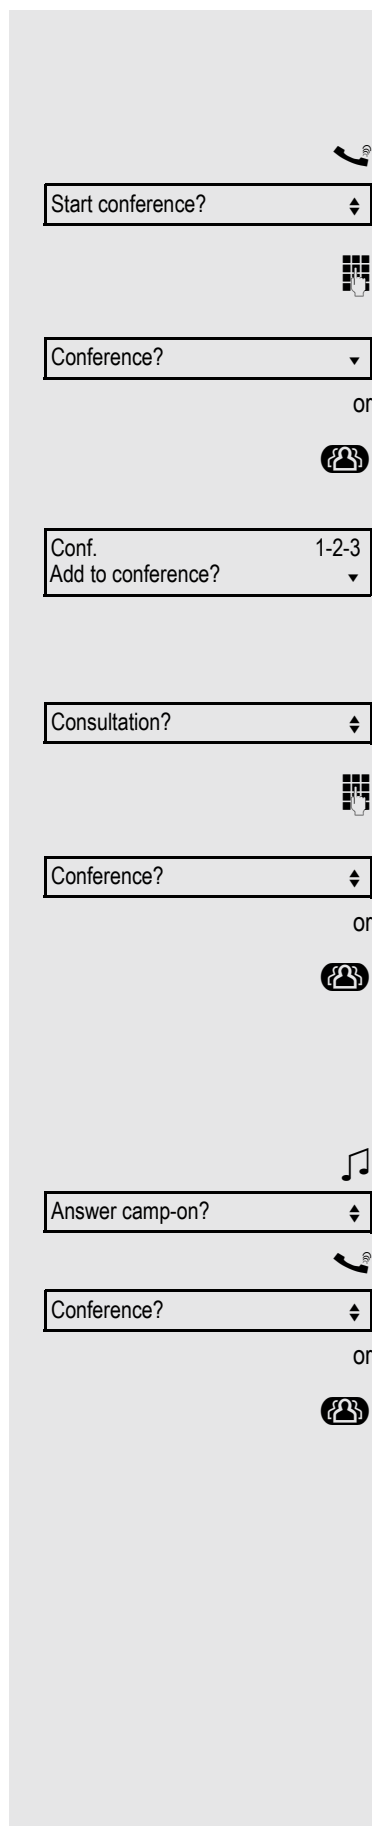 Start conference?
Conference?
or
Conf. 1-2-3
Add to conference?
Consultation?
Conference?
or
Answer camp-on?
Conference?
or